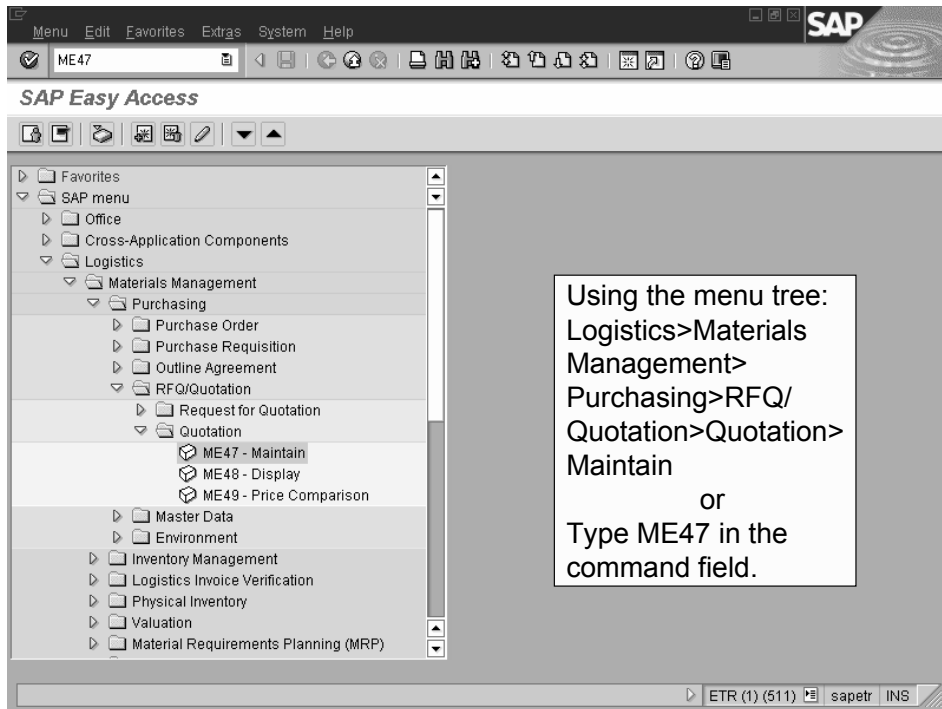 Menu Edit Favorites Extras System Help
SAP
ME47
SAP Easy Access
Favorites
SAP menu
Office
Cross-Application Components
Logistics
Materials Management
Purchasing
Purchase Order
Purchase Requisition
Outline Agreement
RFQ/Quotation
Request for Quotation
Quotation
ME47 - Maintain
ME48 - Display
ME49 - Price Comparison
Master Data
Environment
Inventory Management
Logistics Invoice Verification
Physical Inventory
Valuation
Material Requirements Planning (MRP)
Using the menu tree:
Logistics>Materials
Management>
Purchasing>RFQ/
Quotation>Quotation>
Maintain
or
Type ME47 in the
command field.
ETR (1) (511) sapetr INS